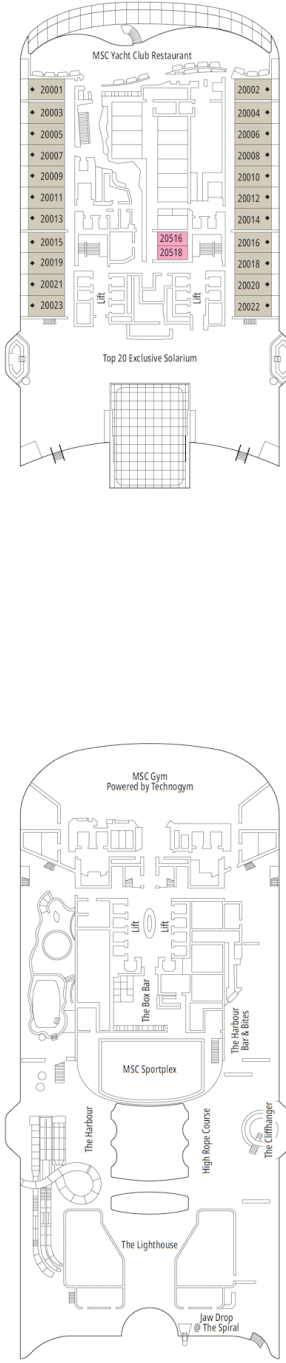 MSC Yacht Club Restaurant
20001
20002
20003
20004
20005
20006
20007
20008
20009
20010
20011
20012
20013
20014
20015
20516
20016
20518
20019
20018
20021
20020
20023
20022
Lift
Lift
Top 20 Exclusive Solarium
MSC Gym
Powered by Technogym
Lift
Lift
The Box Bar
The Harbour
Bar & Bites
MSC Sportplex
The Harbour
High Rope Course
The Cliffhanger
The Lighthouse
Jaw Drop
@ The Spiral